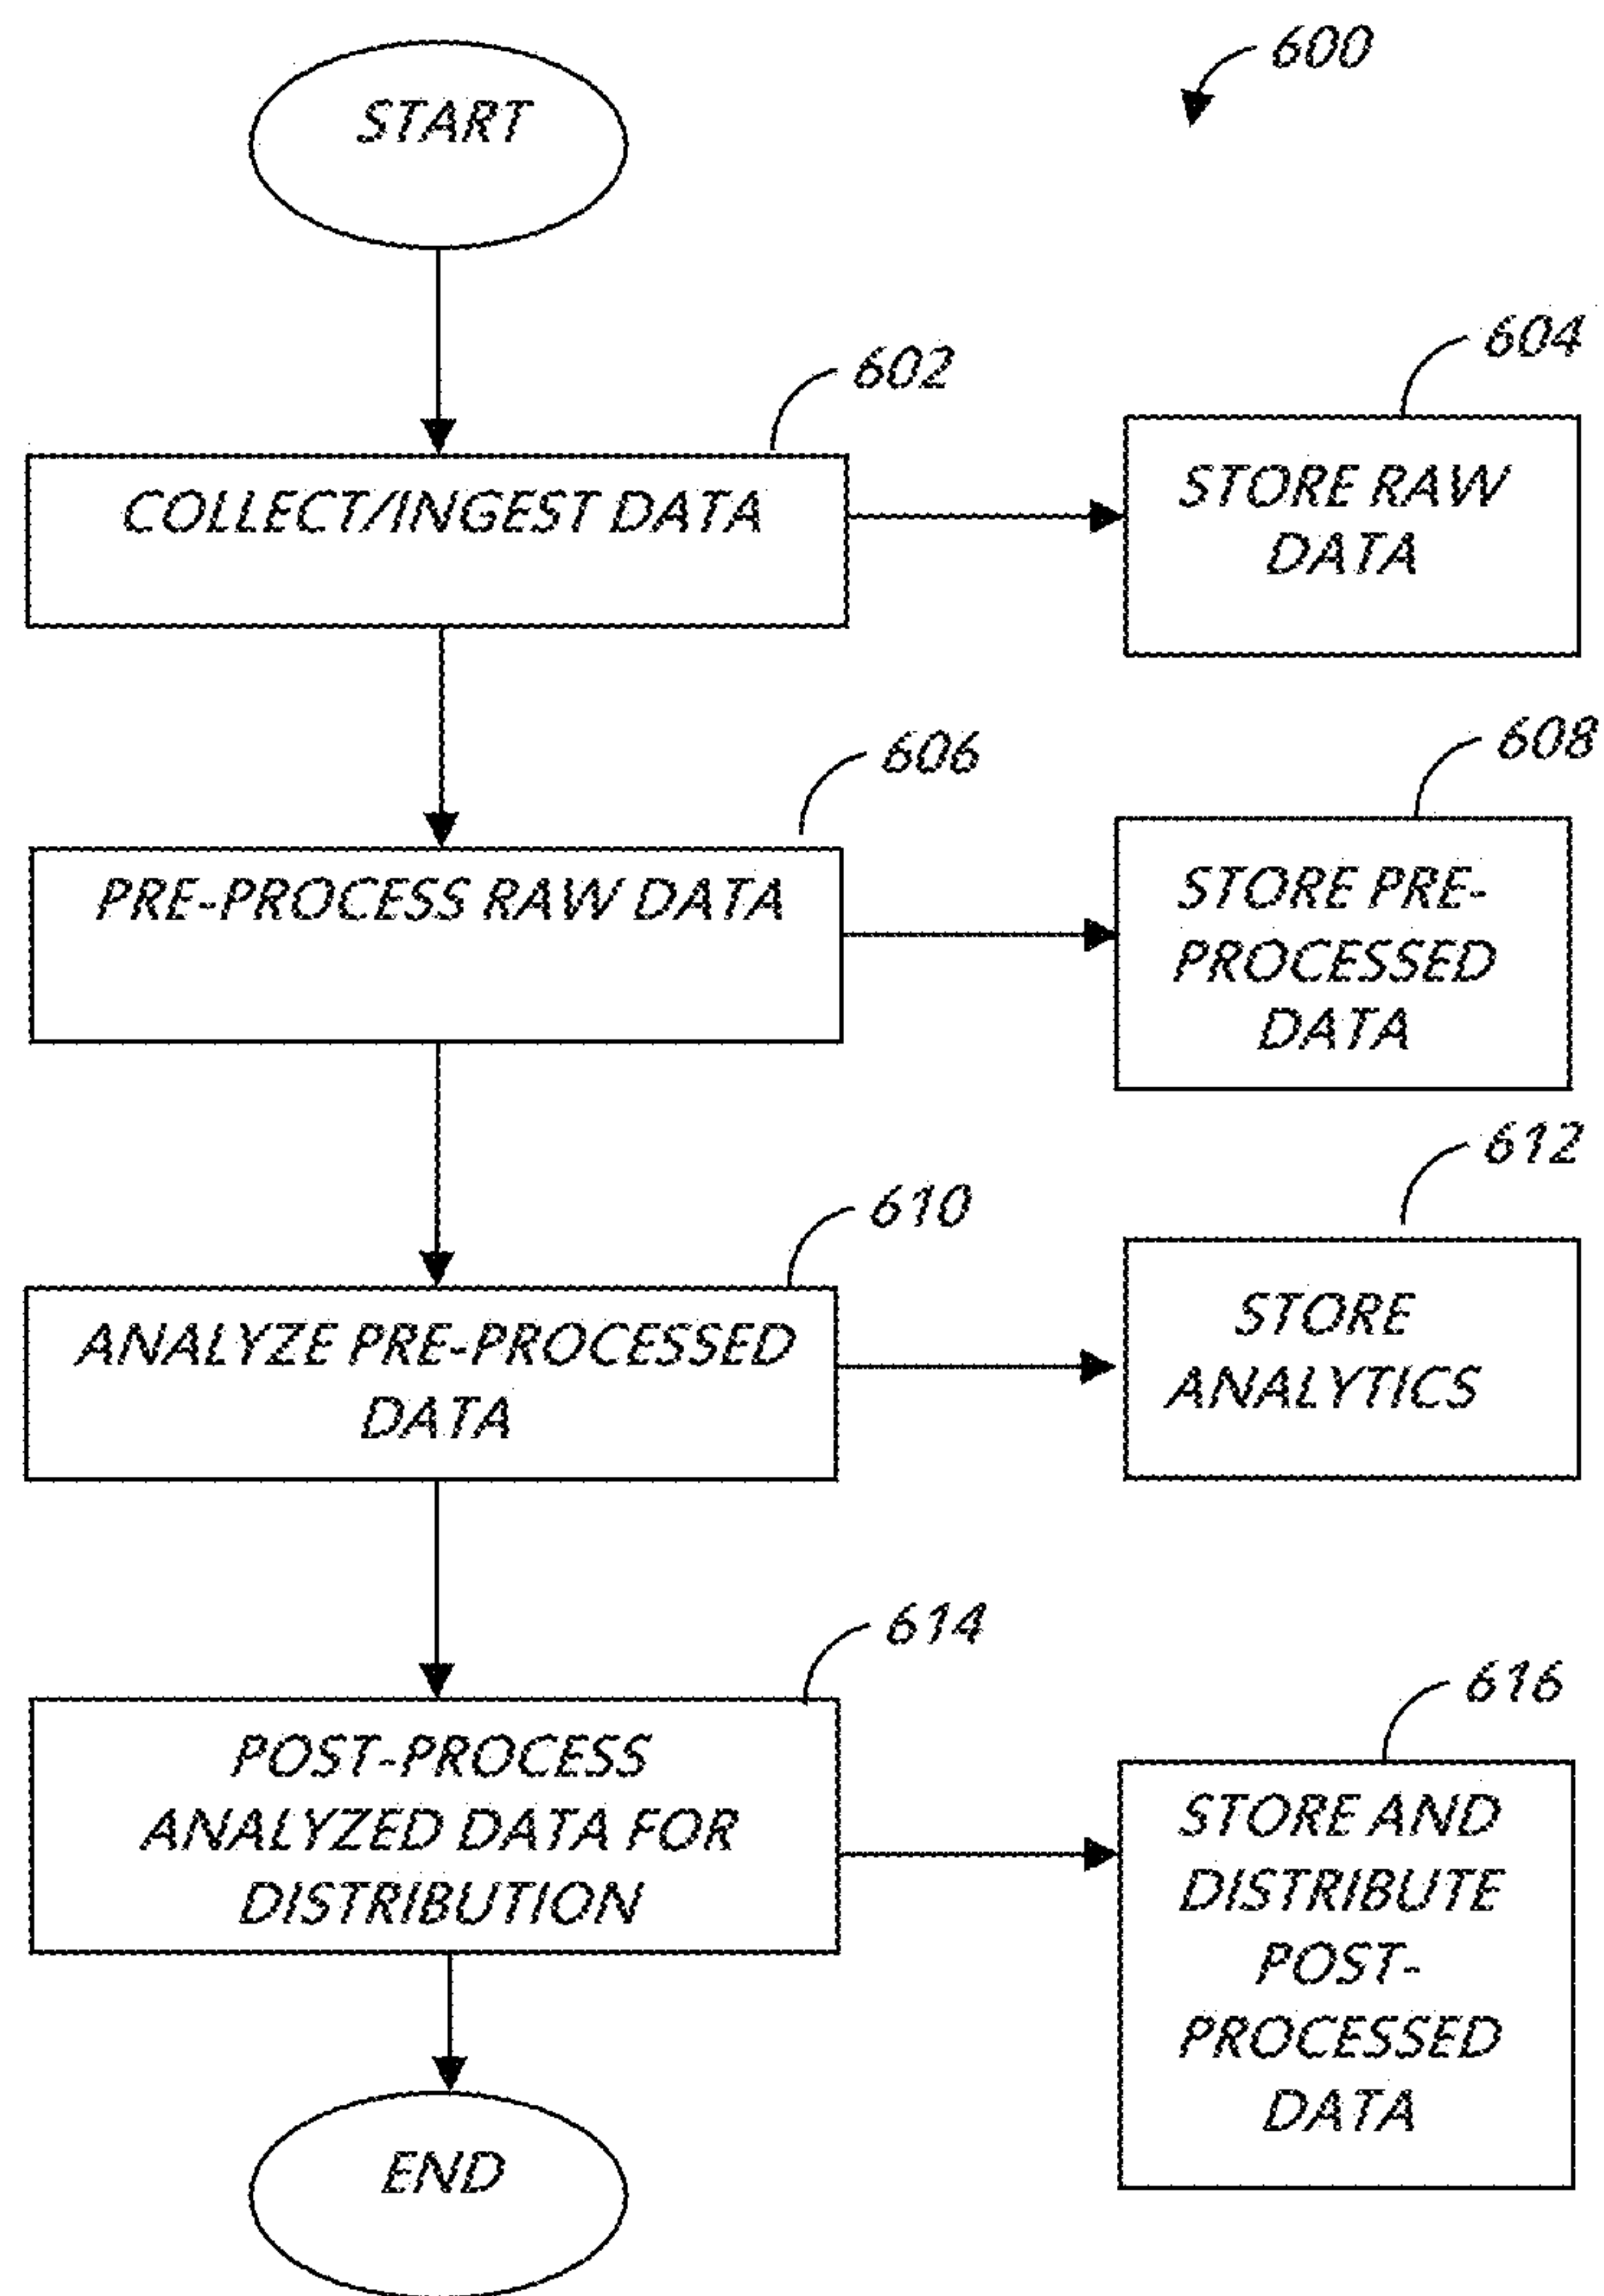 600
START
602
COLLECT/INGEST DATA
604
STORE RAW
DATA
606
PRE-PROCESS RAW DATA
608
STORE PRE-
PROCESSED
DATA
610
ANALYZE PRE-PROCESSED
DATA
612
STORE
ANALYTICS
614
POST-PROCESS
ANALYZED DATA FOR
DISTRIBUTION
616
STORE AND
DISTRIBUTE
POST-
PROCESSED
DATA
END